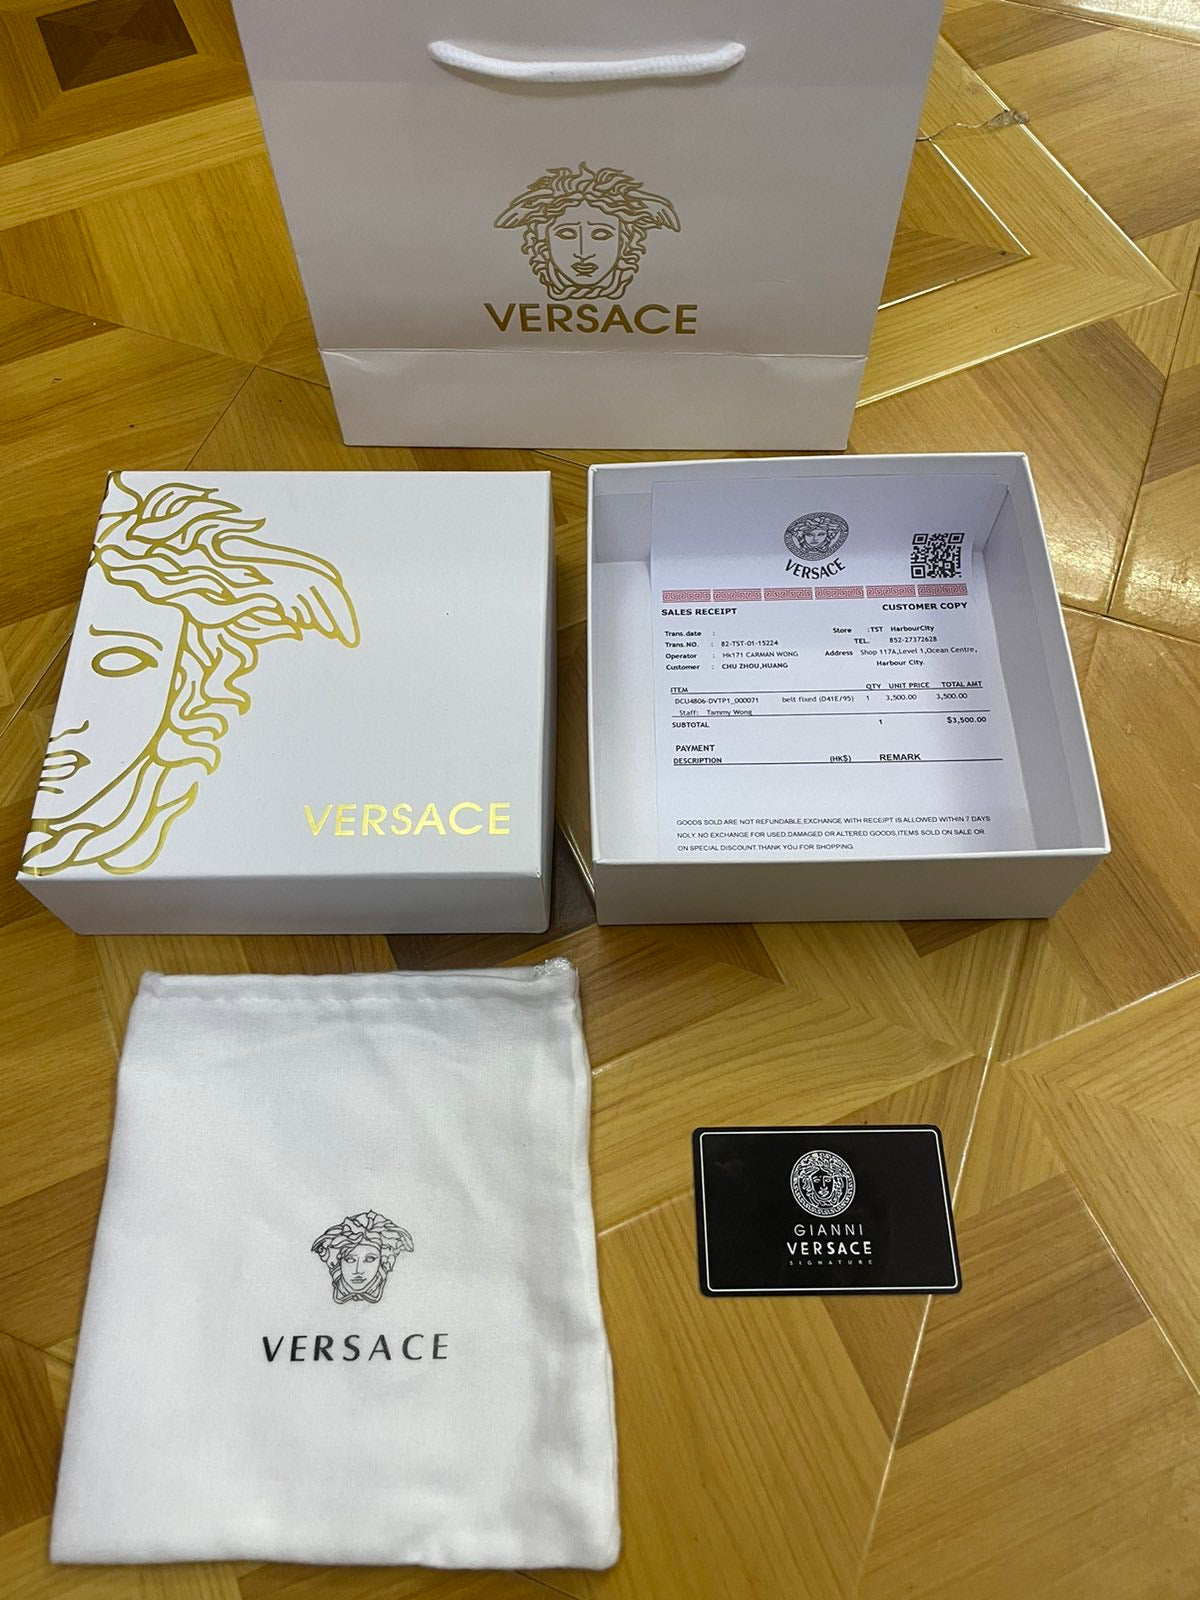 VERSACE
VERSACE
VERSACE
SALES RECEIPT CUSTOMER COPY
Trans.date : Store :TST HarbourCity
Trans.NO. : 82-TST-01-15224 TEL. 852-27372628
Operator : Hk171 CARMAN WONG Address Shop 117A,Level 1,Ocean Centre,
Customer : CHU ZHOU,HUANG Harbour City.
ITEM QTY UNIT PRICE TOTAL AMT
DCU4806-DVTP1_000071 belt fixed (D41E/95) 1 3,500.00 3,500.00
Staff: Tammy Wong
SUBTOTAL 1 $3,500.00
PAYMENT
DESCRIPTION (HK$) REMARK
GOODS SOLD ARE NOT REFUNDABLE,EXCHANGE WITH RECEIPT IS ALLOWED WITHIN 7 DAYS
NOLY. NO EXCHANGE FOR USED,DAMAGED OR ALTERED GOODS,ITEMS SOLD ON SALE OR
ON SPECIAL DISCOUNT.THANK YOU FOR SHOPPING.
VERSACE
GIANNI
VERSACE
SIGNATURE